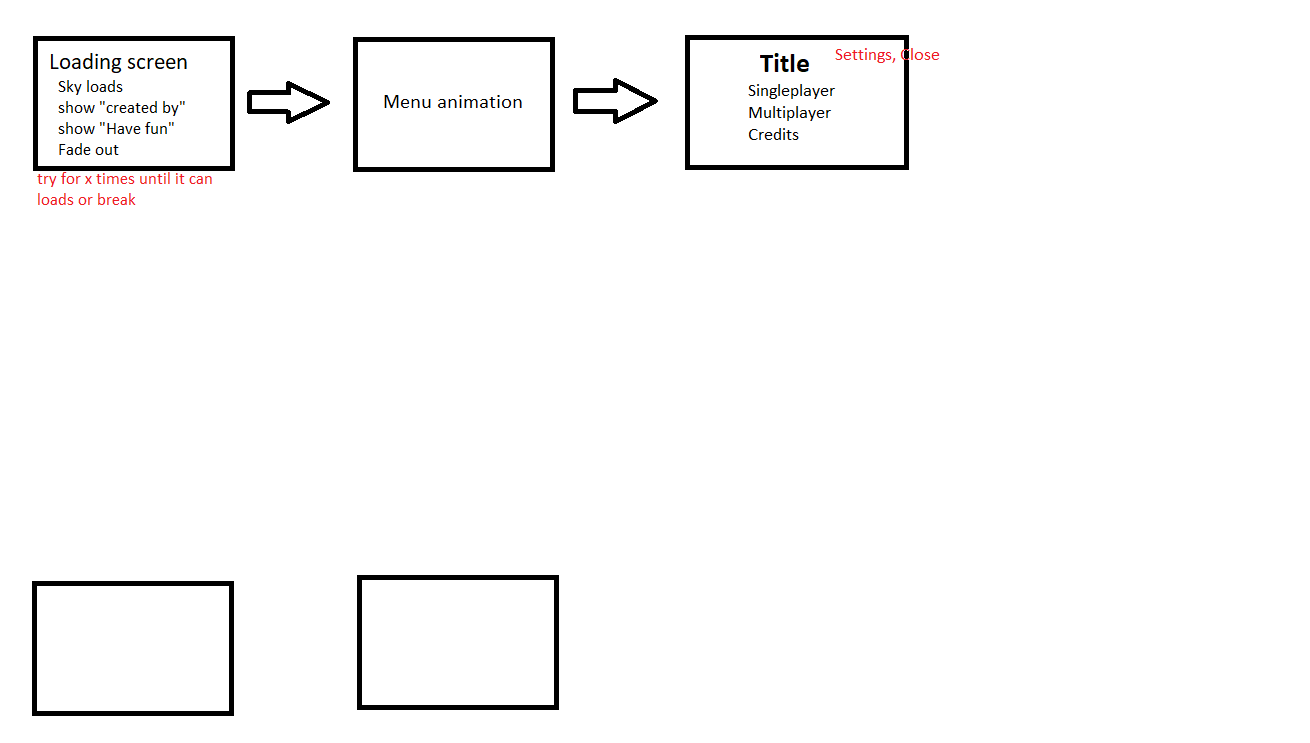 Loading screen
Sky loads
show "created by"
show "Have fun"
Fade out
try for x times until it can
loads or break
Menu animation
Title
Settings, Close
Singleplayer
Multiplayer
Credits